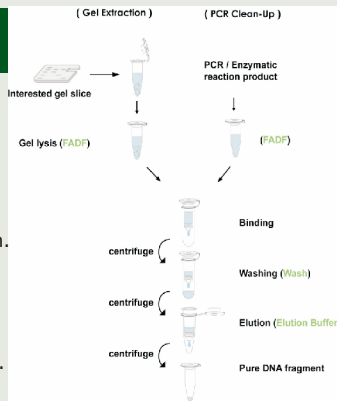 ( Gel Extraction )
( PCR Clean-Up )
Interested gel slice
PCR / Enzymatic
reaction product
Gel lysis (FADF)
(FADF)
Binding
centrifuge
Washing (Wash)
centrifuge
Elution (Elution Buffer
centrifuge
Pure DNA fragment